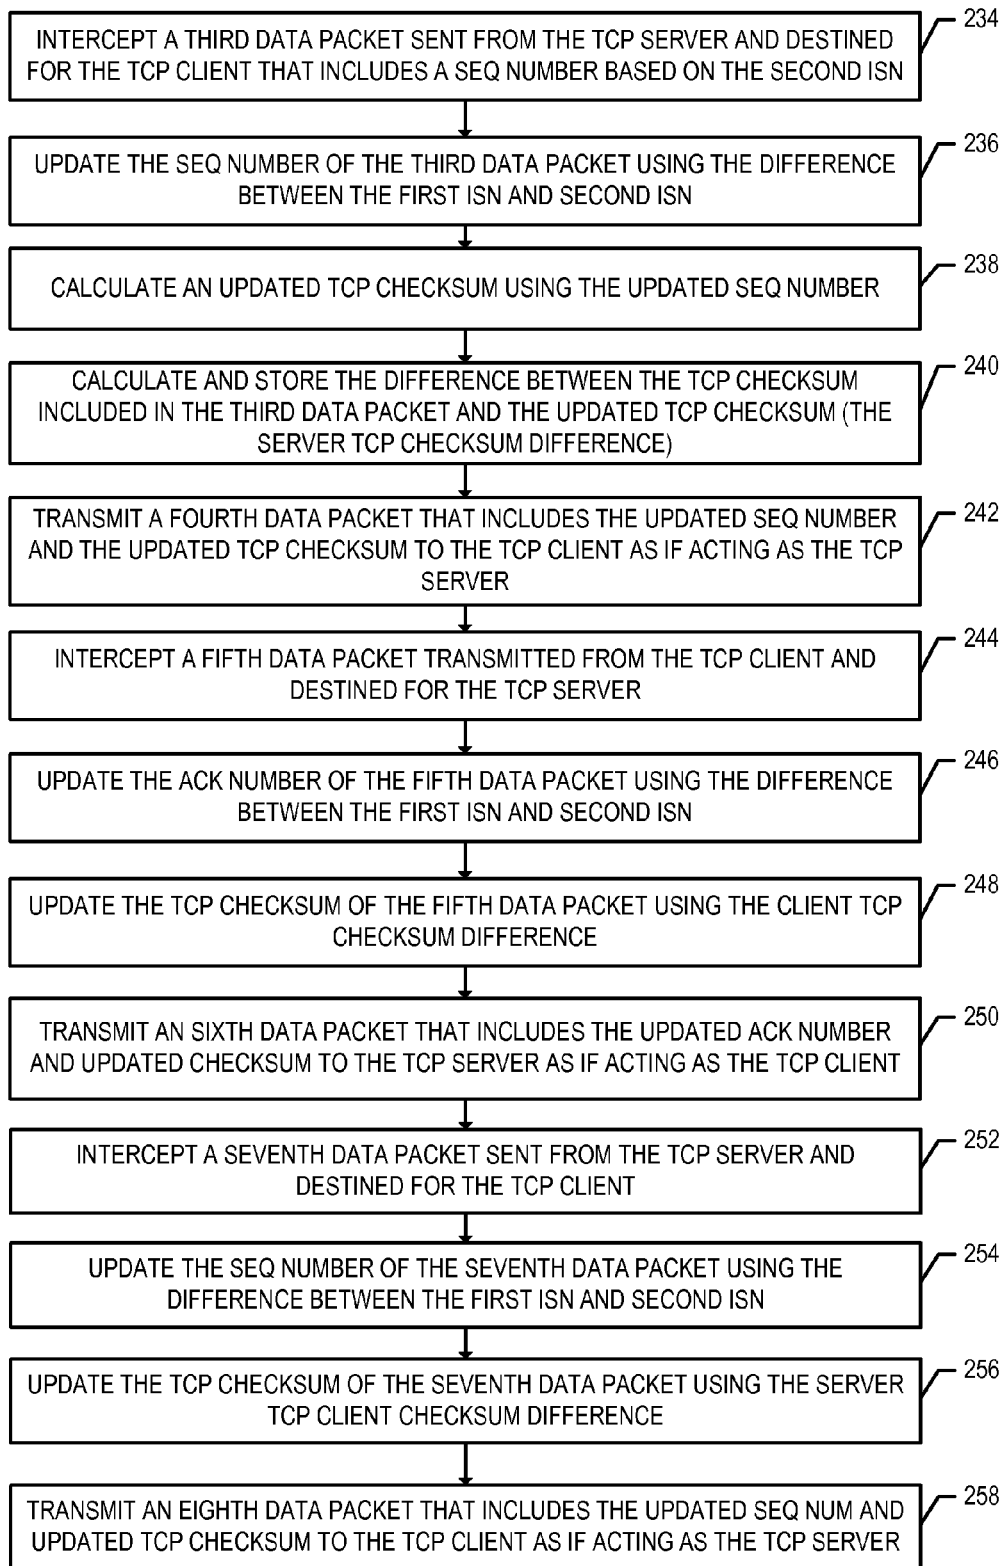 234
INTERCEPT A THIRD DATA PACKET SENT FROM THE TCP SERVER AND DESTINED
FOR THE TCP CLIENT THAT INCLUDES A SEQ NUMBER BASED ON THE SECOND ISN
236
UPDATE THE SEQ NUMBER OF THE THIRD DATA PACKET USING THE DIFFERENCE
BETWEEN THE FIRST ISN AND SECOND ISN
238
CALCULATE AN UPDATED TCP CHECKSUM USING THE UPDATED SEQ NUMBER
240
CALCULATE AND STORE THE DIFFERENCE BETWEEN THE TCP CHECKSUM
INCLUDED IN THE THIRD DATA PACKET AND THE UPDATED TCP CHECKSUM (THE
SERVER TCP CHECKSUM DIFFERENCE)
242
TRANSMIT A FOURTH DATA PACKET THAT INCLUDES THE UPDATED SEQ NUMBER
AND THE UPDATED TCP CHECKSUM TO THE TCP CLIENT AS IF ACTING AS THE TCP
SERVER
244
INTERCEPT A FIFTH DATA PACKET TRANSMITTED FROM THE TCP CLIENT AND
DESTINED FOR THE TCP SERVER
246
UPDATE THE ACK NUMBER OF THE FIFTH DATA PACKET USING THE DIFFERENCE
BETWEEN THE FIRST ISN AND SECOND ISN
248
UPDATE THE TCP CHECKSUM OF THE FIFTH DATA PACKET USING THE CLIENT TCP
CHECKSUM DIFFERENCE
250
TRANSMIT AN SIXTH DATA PACKET THAT INCLUDES THE UPDATED ACK NUMBER
AND UPDATED CHECKSUM TO THE TCP SERVER AS IF ACTING AS THE TCP CLIENT
252
INTERCEPT A SEVENTH DATA PACKET SENT FROM THE TCP SERVER AND
DESTINED FOR THE TCP CLIENT
254
UPDATE THE SEQ NUMBER OF THE SEVENTH DATA PACKET USING THE
DIFFERENCE BETWEEN THE FIRST ISN AND SECOND ISN
256
UPDATE THE TCP CHECKSUM OF THE SEVENTH DATA PACKET USING THE SERVER
TCP CLIENT CHECKSUM DIFFERENCE
258
TRANSMIT AN EIGHTH DATA PACKET THAT INCLUDES THE UPDATED SEQ NUM AND
UPDATED TCP CHECKSUM TO THE TCP CLIENT AS IF ACTING AS THE TCP SERVER